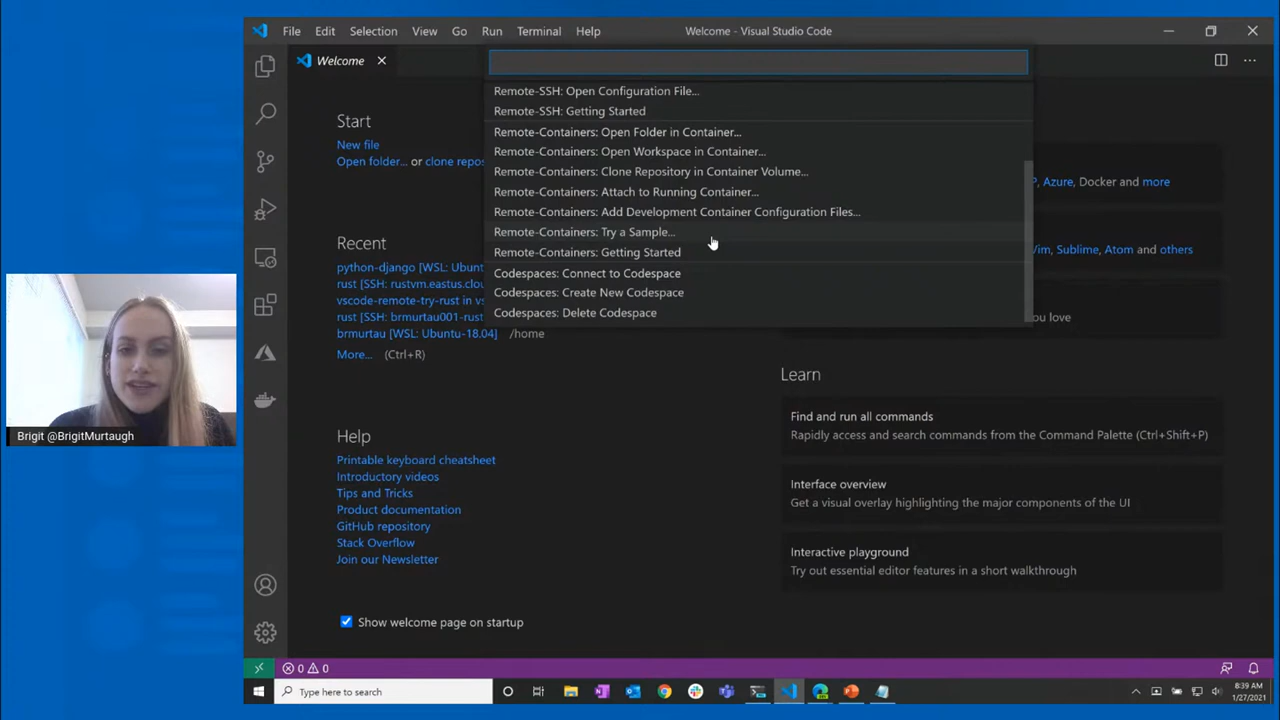 File Edit Selection View Go Run Terminal Help
Welcome - Visual Studio Code
Welcome
Remote-SSH: Open Configuration File...
Remote-SSH: Getting Started
Remote-Containers: Open Folder in Container...
Remote-Containers: Open Workspace in Container...
Remote-Containers: Clone Repository in Container Volume...
Remote-Containers: Attach to Running Container...
Remote-Containers: Add Development Container Configuration Files...
Remote-Containers: Try a Sample...
Remote-Containers: Getting Started
Codespaces: Connect to Codespace
Codespaces: Create New Codespace
Codespaces: Delete Codespace
Start
New file
Open folder... or clone repos
Recent
python-django [WSL: Ubunt
rust [SSH: rustvm.eastus.clou
vscode-remote-try-rust in v
rust [SSH: brmurtau001-rust
brmurtau [WSL: Ubuntu-18.04] /home
More... (Ctrl+R)
Help
Printable keyboard cheatsheet
Introductory videos
Tips and Tricks
Product documentation
GitHub repository
Stack Overflow
Join our Newsletter
Show welcome page on startup
P, Azure, Docker and more
im, Sublime, Atom and others
ou love
Learn
Find and run all commands
Rapidly access and search commands from the Command Palette (Ctrl+Shift+P)
Interface overview
Get a visual overlay highlighting the major components of the UI
Interactive playground
Try out essential editor features in a short walkthrough
Brigit @BrigitMurtaugh
0 0
Type here to search
8:39 AM
1/27/2021